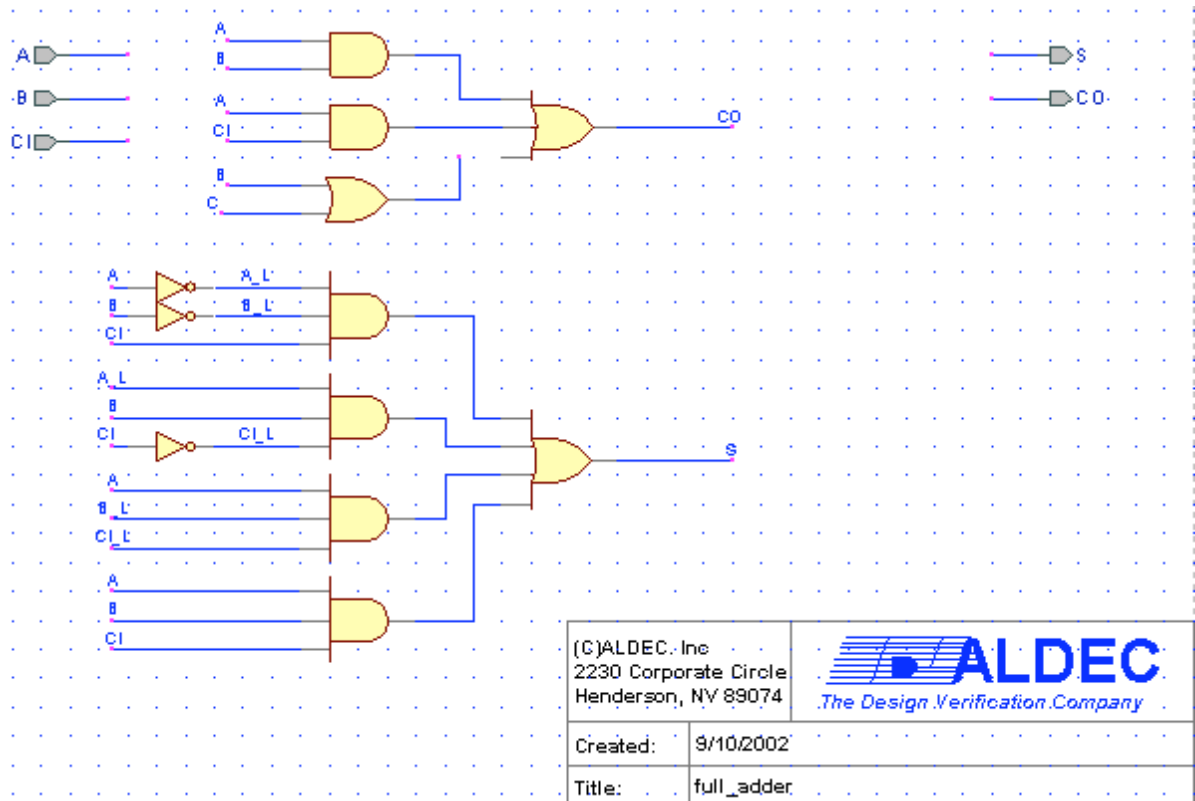 A
B
CI
A
B
A
CI
B
C
CO
S
CO
A
A_L
B
B_L
CI
A_L
B
CI
CI_L
A
B_L
CI_L
A
B
CI
S
(C)ALDEC. Inc
2230 Corporate Circle
Henderson, NV 89074
ALDEC
The Design Verification Company
Created:
9/10/2002
Title:
full_adder